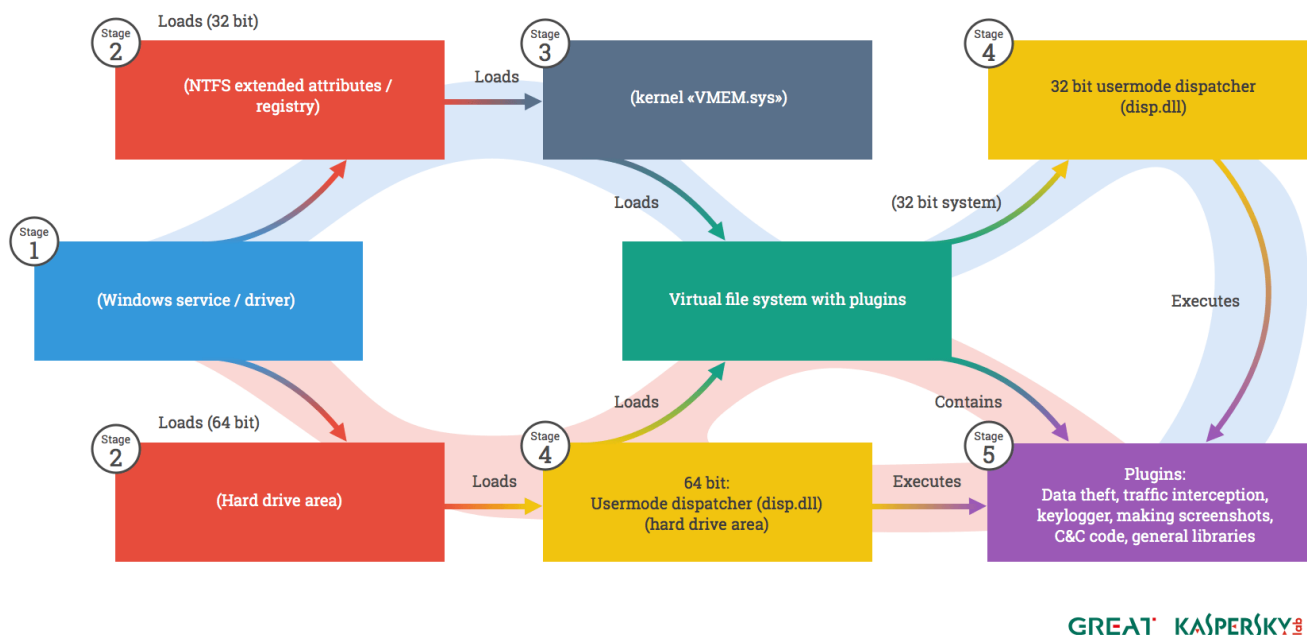 Loads (32 bit)
Stage
2
(NTFS extended attributes /
registry)
Loads
Stage
3
(kernel «VMEM.sys»)
Stage
4
32 bit usermode dispatcher
(disp.dll)
Loads
(32 bit system)
Stage
1
(Windows service / driver)
Virtual file system with plugins
Executes
Loads (64 bit)
Loads
Contains
Stage
2
(Hard drive area)
Loads
Stage
4
64 bit:
Usermode dispatcher (disp.dll)
(hard drive area)
Executes
Stage
5
Plugins:
Data theft, traffic interception,
keylogger, making screenshots,
C&C code, general libraries
GREAT KASPERSKY lab